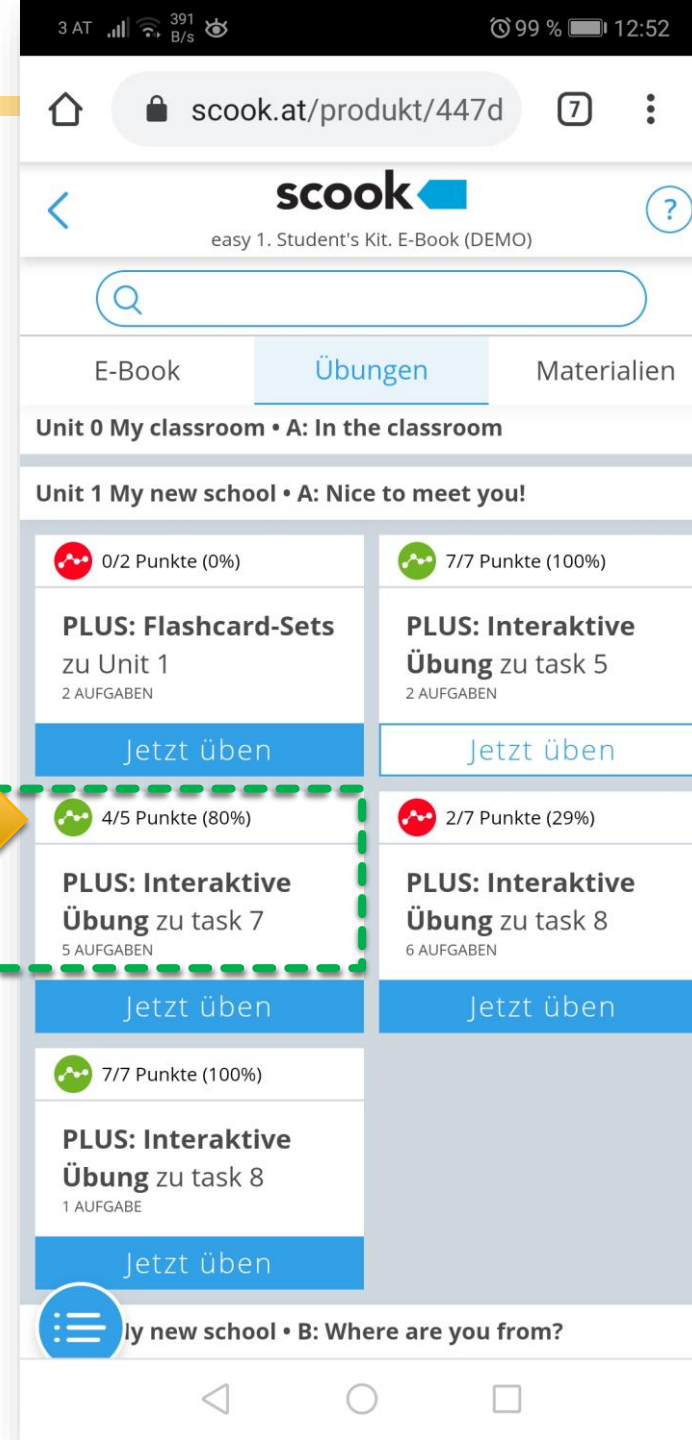 3 AT 391 B/s 99 % 12:52
scook.at/produkt/447d 7
scook
?
easy 1. Student's Kit. E-Book (DEMO)
E-Book Übungen Materialien
Unit 0 My classroom • A: In the classroom
Unit 1 My new school • A: Nice to meet you!
0/2 Punkte (0%)
PLUS: Flashcard-Sets
zu Unit 1
2 AUFGABEN
Jetzt üben
7/7 Punkte (100%)
PLUS: Interaktive
Übung zu task 5
2 AUFGABEN
Jetzt üben
4/5 Punkte (80%)
PLUS: Interaktive
Übung zu task 7
5 AUFGABEN
Jetzt üben
2/7 Punkte (29%)
PLUS: Interaktive
Übung zu task 8
6 AUFGABEN
Jetzt üben
7/7 Punkte (100%)
PLUS: Interaktive
Übung zu task 8
1 AUFGABE
Jetzt üben
new school • B: Where are you from?